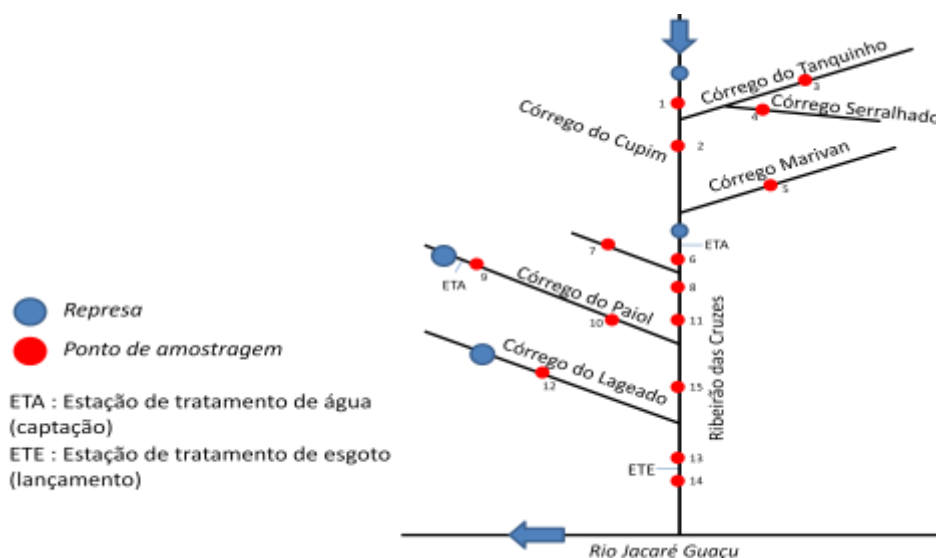 Córrego do Tanquinho
3
1
4
Córrego Serralhado
Córrego do Cupim
2
Córrego Marivan
5
ETA
7
6
ETA
9
8
Córrego do Paiol
10
11
Represa
Ponto de amostragem
Córrego do Lageado
12
15
Ribeirão das Cruzes
ETA : Estação de tratamento de água
(captação)
ETE : Estação de tratamento de esgoto
(lançamento)
13
ETE
14
Rio Jacaré Guaçu